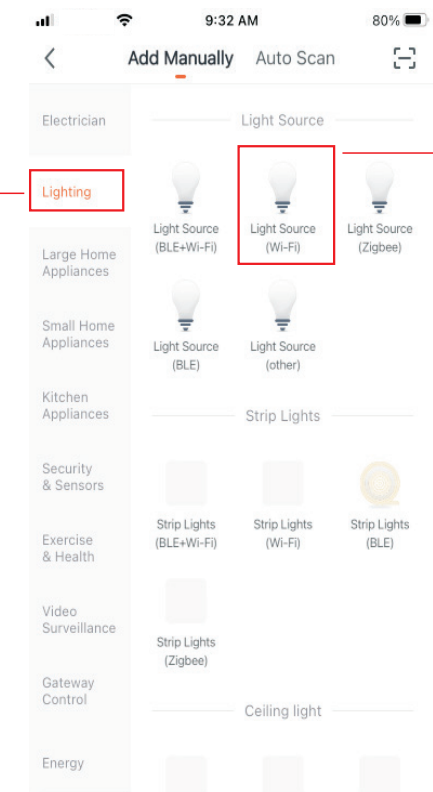 9:32 AM
80%
Add Manually
Auto Scan
Electrician
Lighting
Large Home
Appliances
Small Home
Appliances
Kitchen
Appliances
Security
& Sensors
Exercise
& Health
Video
Surveillance
Gateway
Control
Energy
Light Source
Light Source
(BLE+Wi-Fi)
Light Source
(Wi-Fi)
Light Source
(Zigbee)
Light Source
(BLE)
Light Source
(other)
Strip Lights
Strip Lights
(BLE+Wi-Fi)
Strip Lights
(Wi-Fi)
Strip Lights
(BLE)
Strip Lights
(Zigbee)
Ceiling light